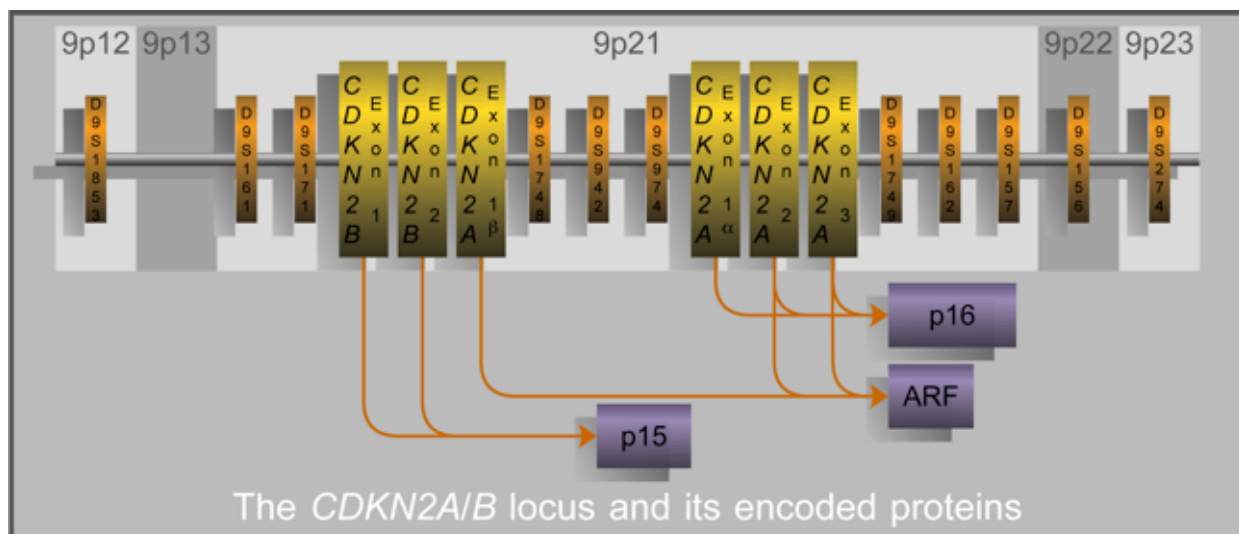 9p12 9p13 9p21 9p22 9p23
D9S1853
D9S161
D9S171
CDKN2B Exon 1
CDKN2B Exon 2
CDKN2A Exon 1β
D9S1748
D9S942
D9S974
CDKN2A Exon 1α
CDKN2A Exon 2
CDKN2A Exon 3
D9S1749
D9S162
D9S157
D9S156
D9S274
p16
ARF
p15
The CDKN2A/B locus and its encoded proteins